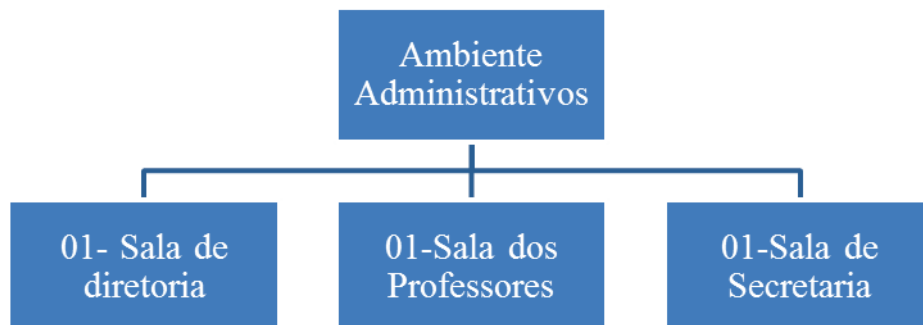 Ambiente
Administrativos
01- Sala de
diretoria
01-Sala dos
Professores
01-Sala de
Secretaria